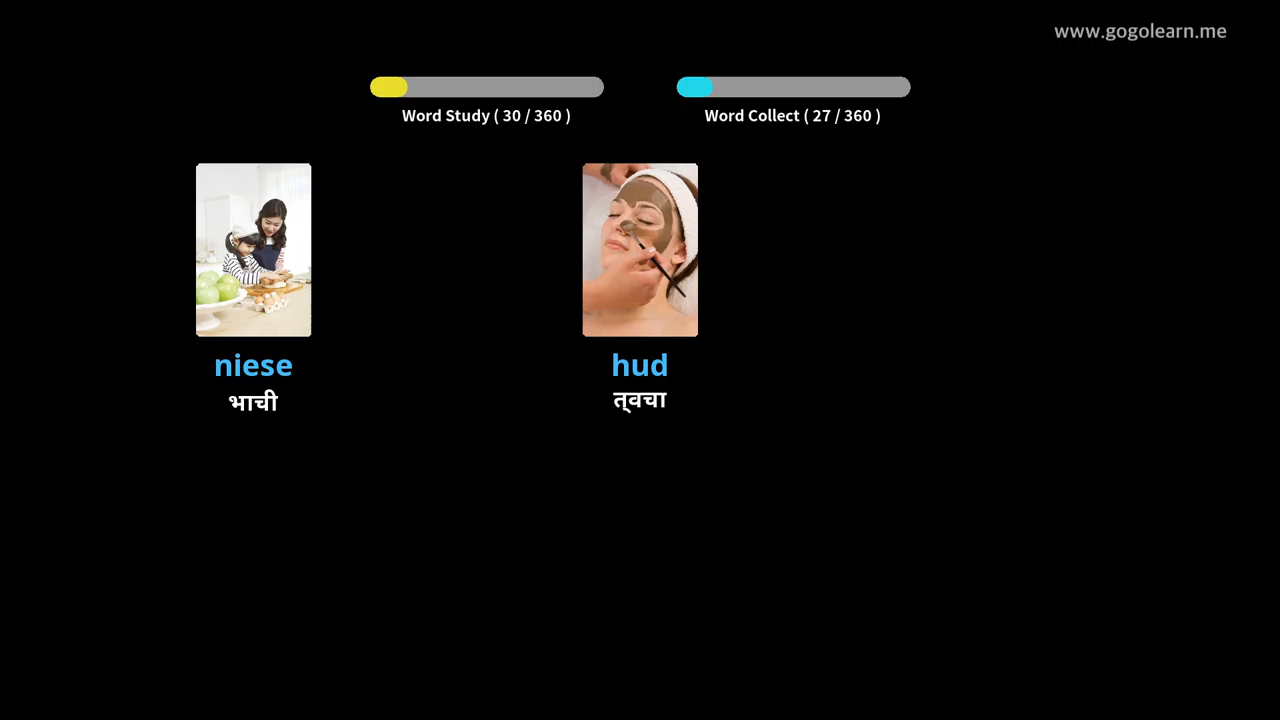 www.gogolearn.me
Word Study ( 30 / 360 )
Word Collect ( 27 / 360 )
niese
भाची
hud
त्वचा